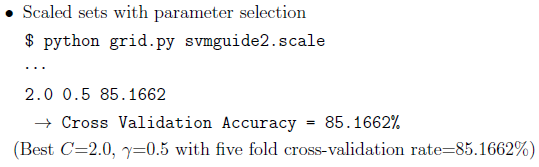 • Scaled sets with parameter selection
$ python grid.py svmguide2.scale
...
2.0 0.5 85.1662
→ Cross Validation Accuracy = 85.1662%
(Best C=2.0, γ=0.5 with five fold cross-validation rate=85.1662%)